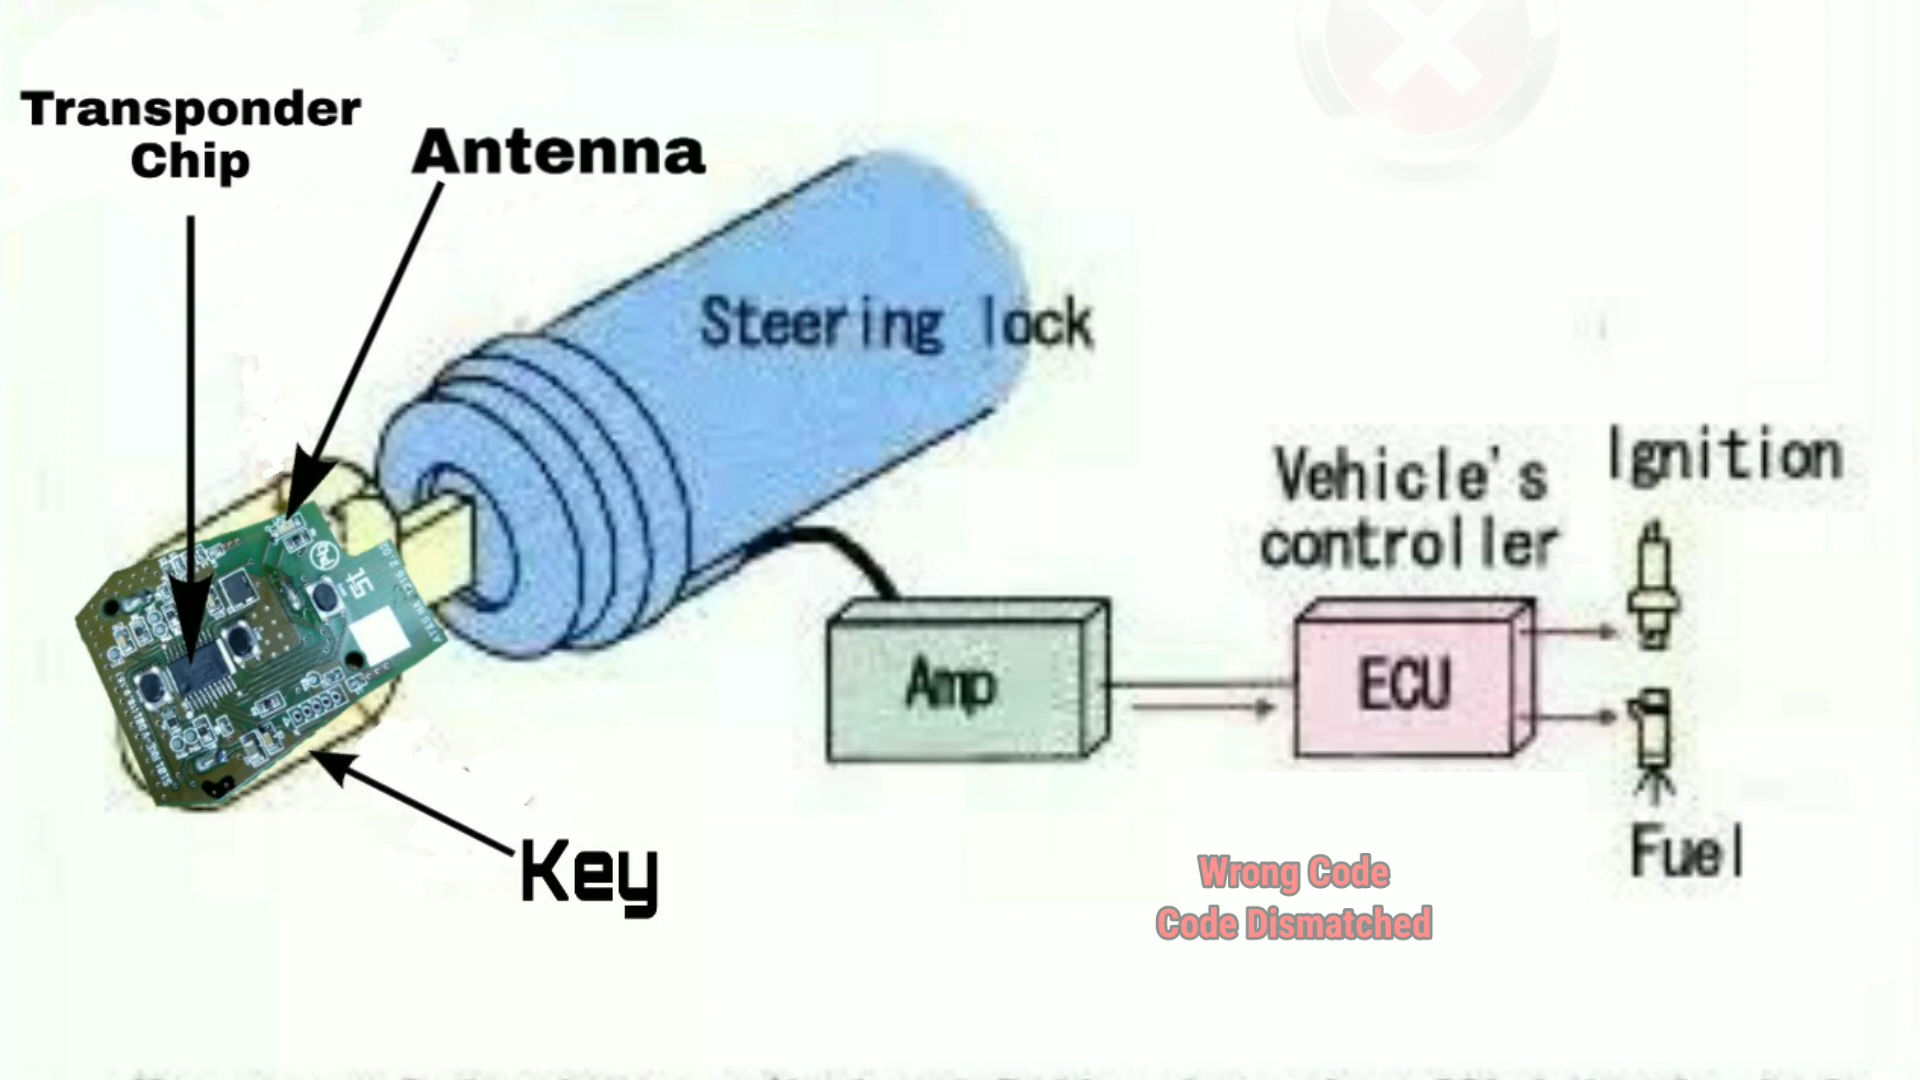 Transponder
Chip
Antenna
Steering lock
Vehicle's
controller
Ignition
Amp
ECU
Fuel
Key
Wrong Code
Code Dismatched